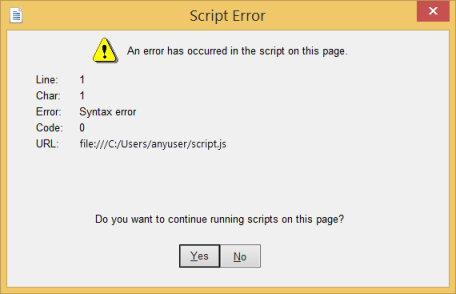 Script Error
An error has occurred in the script on this page.
Line: 1
Char: 1
Error: Syntax error
Code: 0
URL: file:///C:/Users/anyuser/script.js
Do you want to continue running scripts on this page?
Yes No